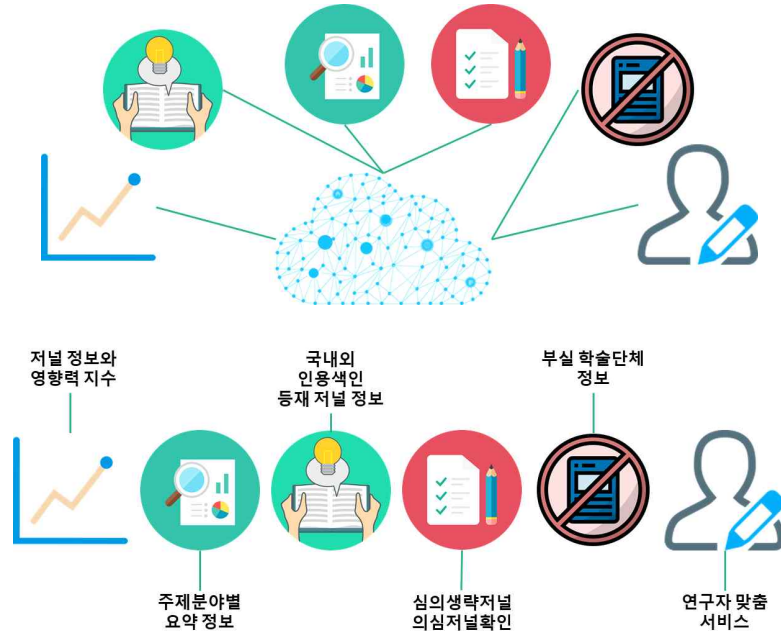 저널 정보와
영향력 지수
국내외
인용색인
등재 저널 정보
부실 학술단체
정보
주제분야별
요약 정보
심의생략저널
의심저널확인
연구자 맞춤
서비스